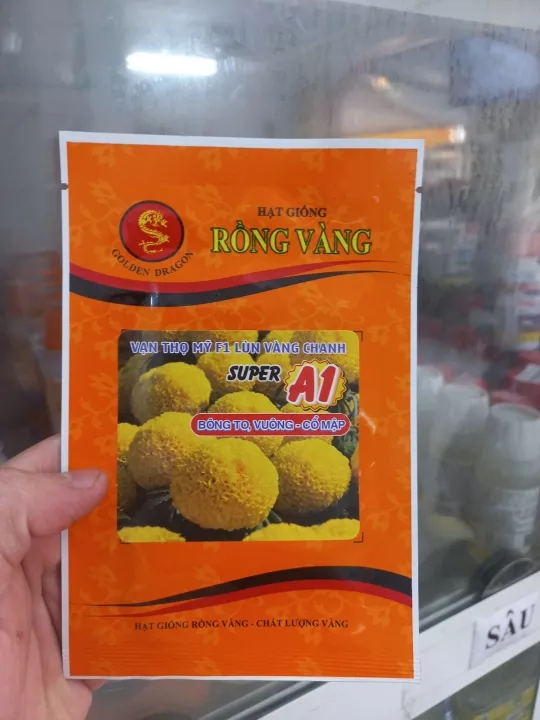 HẠT GIỐNG
RỒNG VÀNG
GOLDEN DRAGON
VẠN THỌ MỸ F1 LÙN VÀNG CHANH
SUPER A1
BÔNG TO, VUÔNG - CỔ MẬP
HẠT GIỐNG RỒNG VÀNG - CHẤT LƯỢNG VÀNG
SÂU